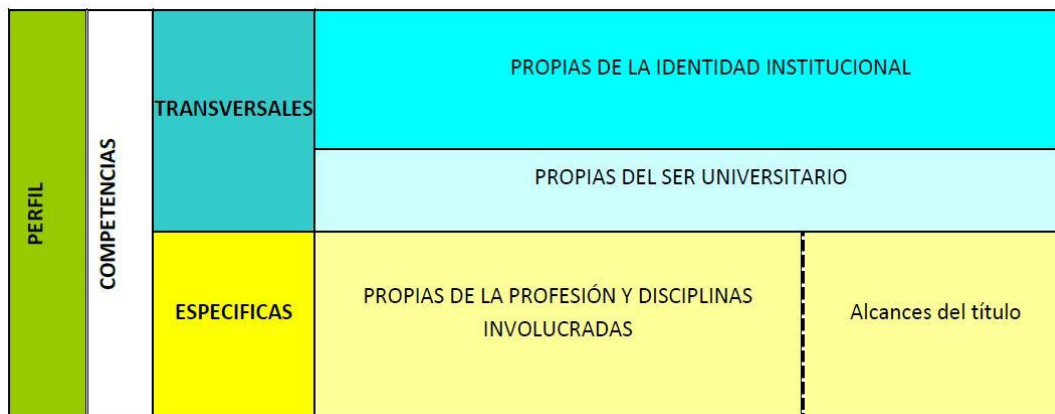 PERFIL
COMPETENCIAS
TRANSVERSALES
PROPIAS DE LA IDENTIDAD INSTITUCIONAL
PROPIAS DEL SER UNIVERSITARIO
ESPECIFICAS
PROPIAS DE LA PROFESIÓN Y DISCIPLINAS
INVOLUCRADAS
Alcances del título